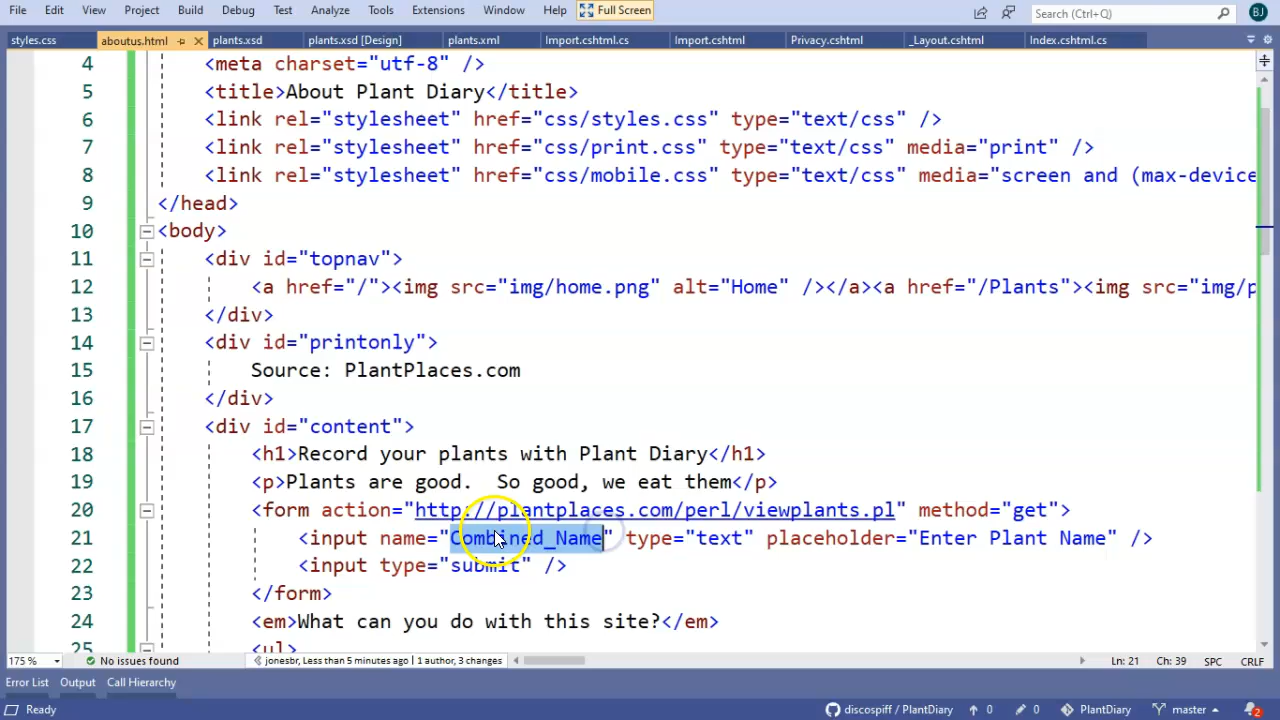 File Edit View Project Build Debug Test Analyze Tools Extensions Window Help Full Screen Search (Ctrl+Q) BJ
styles.css aboutus.html plants.xsd plants.xsd [Design] plants.xml Import.cshtml.cs Import.cshtml Privacy.cshtml _Layout.cshtml Index.cshtml.cs
4 <meta charset="utf-8" />
5 <title>About Plant Diary</title>
6 <link rel="stylesheet" href="css/styles.css" type="text/css" />
7 <link rel="stylesheet" href="css/print.css" type="text/css" media="print" />
8 <link rel="stylesheet" href="css/mobile.css" type="text/css" media="screen and (max-device
9 </head>
10 <body>
11 <div id="topnav">
12 <a href="/"><img src="img/home.png" alt="Home" /></a><a href="/Plants"><img src="img/p
13 </div>
14 <div id="printonly">
15 Source: PlantPlaces.com
16 </div>
17 <div id="content">
18 <h1>Record your plants with Plant Diary</h1>
19 <p>Plants are good.  So good, we eat them</p>
20 <form action="http://plantplaces.com/perl/viewplants.pl" method="get">
21 <input name="Combined_Name" type="text" placeholder="Enter Plant Name" />
22 <input type="submit" />
23 </form>
24 <em>What can you do with this site?</em>
25 <ul>
175 % No issues found jonesbr, Less than 5 minutes ago | 1 author, 3 changes Ln: 21 Ch: 39 SPC CRLF
Error List Output Call Hierarchy
Ready discospiff / PlantDiary 0 0 PlantDiary master 2